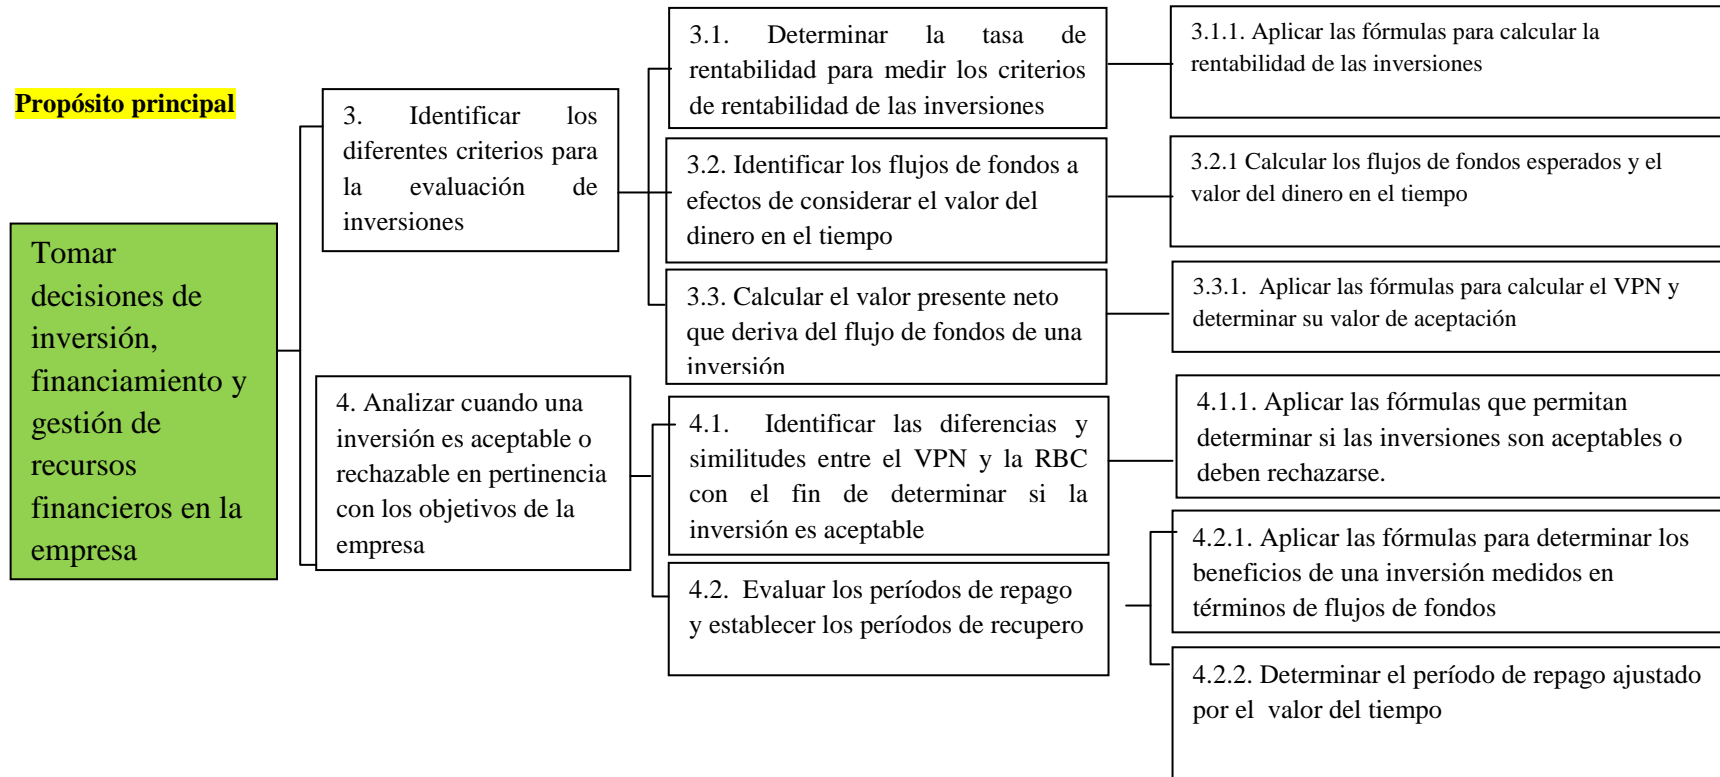 Propósito principal
Tomar
decisiones de
inversión,
financiamiento y
gestión de
recursos
financieros en la
empresa
3. Identificar los
diferentes criterios para
la evaluación de
inversiones
4. Analizar cuando una
inversión es aceptable o
rechazable en pertinencia
con los objetivos de la
empresa
3.1. Determinar la tasa de
rentabilidad para medir los criterios
de rentabilidad de las inversiones
3.2. Identificar los flujos de fondos a
efectos de considerar el valor del
dinero en el tiempo
3.3. Calcular el valor presente neto
que deriva del flujo de fondos de una
inversión
4.1. Identificar las diferencias y
similitudes entre el VPN y la RBC
con el fin de determinar si la
inversión es aceptable
4.2. Evaluar los períodos de repago
y establecer los períodos de recupero
3.1.1. Aplicar las fórmulas para calcular la
rentabilidad de las inversiones
3.2.1 Calcular los flujos de fondos esperados y el
valor del dinero en el tiempo
3.3.1. Aplicar las fórmulas para calcular el VPN y
determinar su valor de aceptación
4.1.1. Aplicar las fórmulas que permitan
determinar si las inversiones son aceptables o
deben rechazarse.
4.2.1. Aplicar las fórmulas para determinar los
beneficios de una inversión medidos en
términos de flujos de fondos
4.2.2. Determinar el período de repago ajustado
por el valor del tiempo